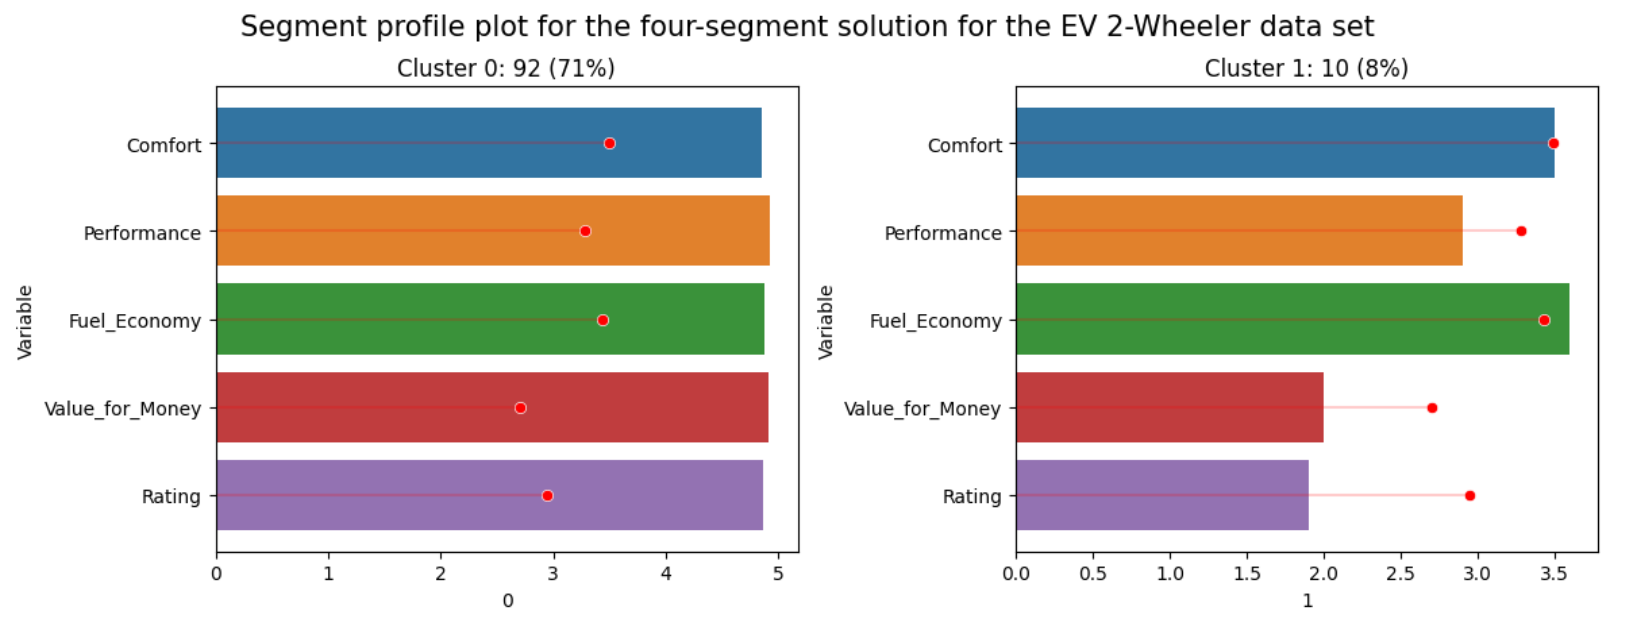 Segment profile plot for the four-segment solution for the EV 2-Wheeler data set
Cluster 0: 92 (71%)
Variable
Comfort
Performance
Fuel_Economy
Value_for_Money
Rating
0 1 2 3 4 5
0
Cluster 1: 10 (8%)
Variable
Comfort
Performance
Fuel_Economy
Value_for_Money
Rating
0.0 0.5 1.0 1.5 2.0 2.5 3.0 3.5
1